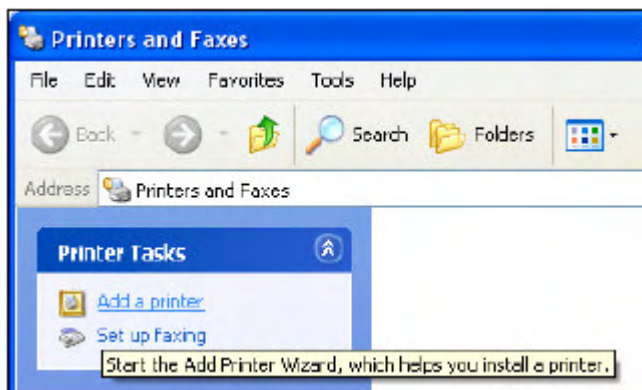 Printers and Faxes
File Edit View Favorites Tools Help
Back Search Folders
Address Printers and Faxes
Printer Tasks
Add a printer
Set up faxing
Start the Add Printer Wizard, which helps you install a printer.